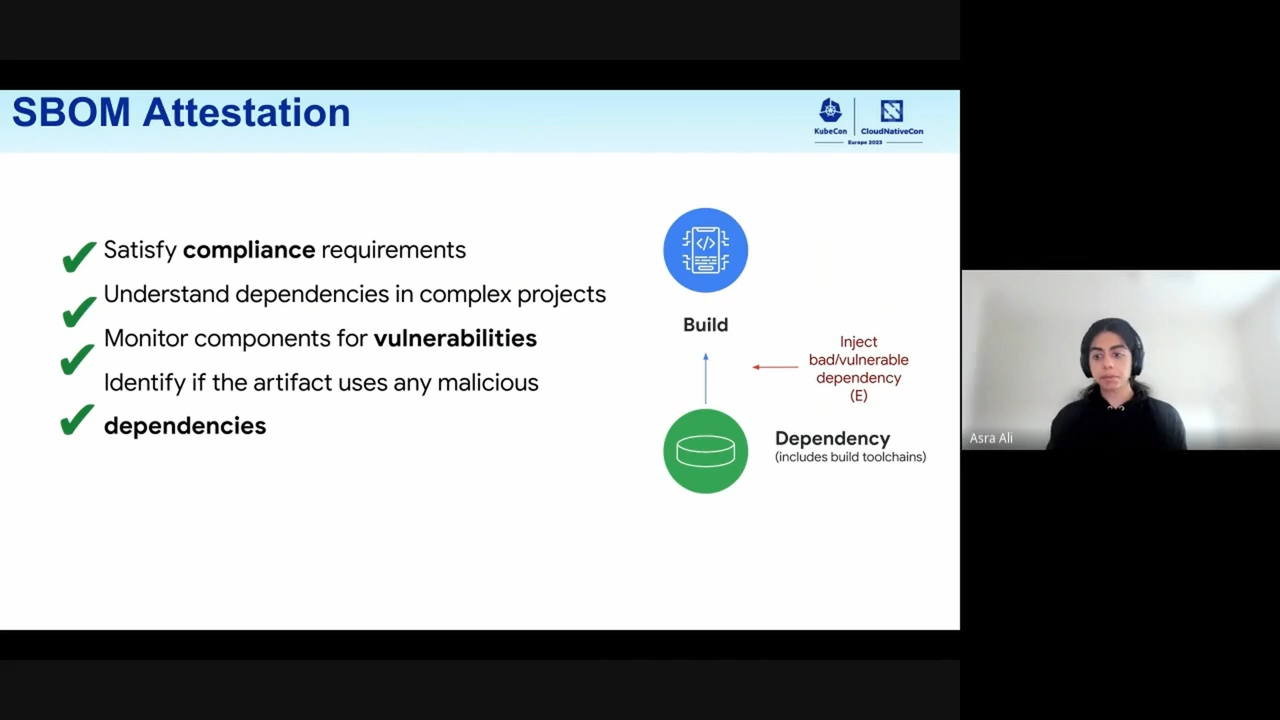 SBOM Attestation
KubeCon
CloudNativeCon
Europe 2023
Satisfy compliance requirements
Understand dependencies in complex projects
Monitor components for vulnerabilities
Identify if the artifact uses any malicious
dependencies
Build
Inject
bad/vulnerable
dependency
(E)
Dependency
(includes build toolchains)
Asra Ali